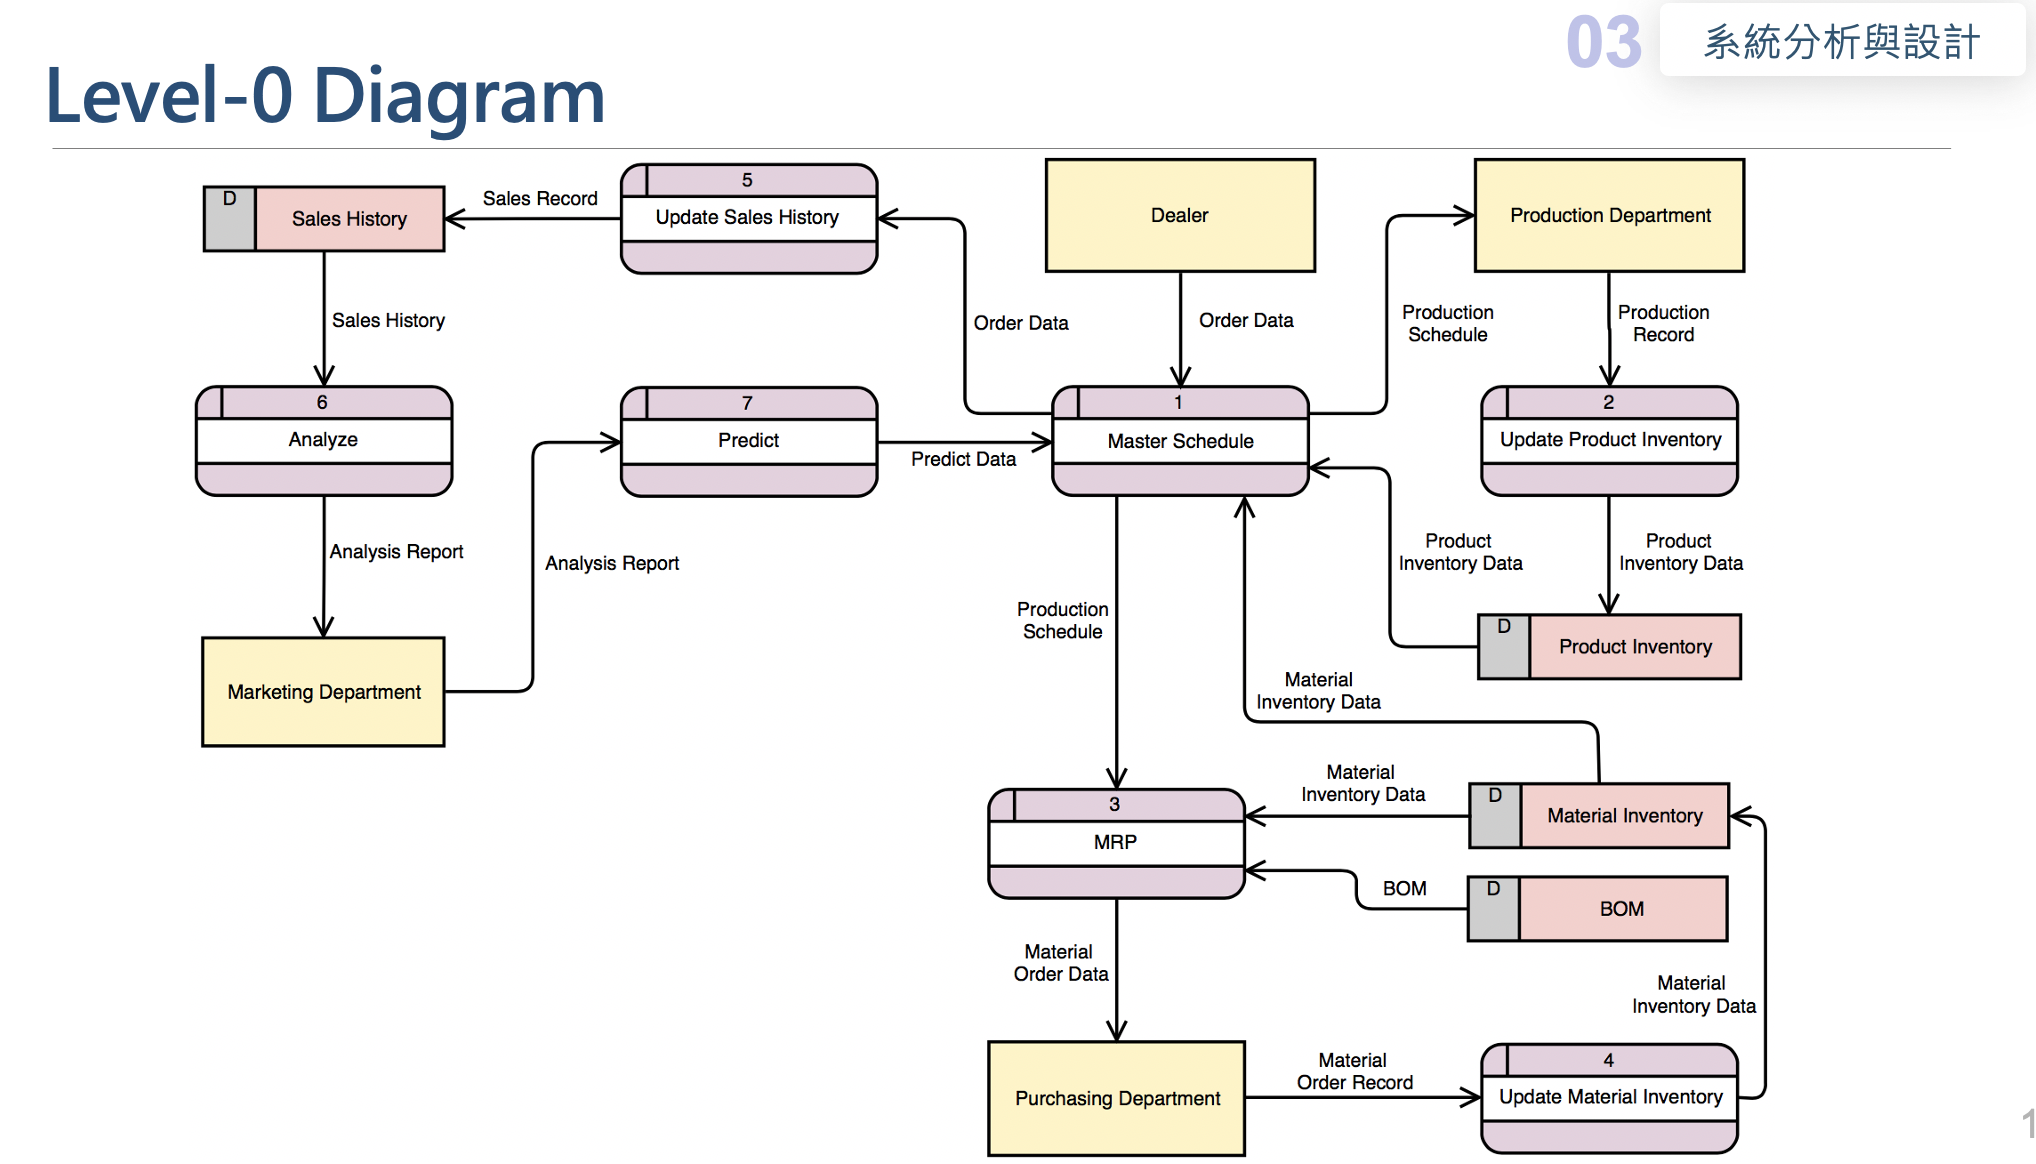 03
系統分析與設計
Level-0 Diagram
D
Sales History
Sales Record
5
Update Sales History
Dealer
Production Department
Sales History
Order Data
Order Data
Production
Schedule
Production
Record
6
Analyze
7
Predict
Predict Data
1
Master Schedule
2
Update Product Inventory
Analysis Report
Analysis Report
Product
Inventory Data
Product
Inventory Data
Production
Schedule
D
Product Inventory
Marketing Department
Material
Inventory Data
Material
Inventory Data
D
Material Inventory
3
MRP
BOM
D
BOM
Material
Order Data
Material
Inventory Data
Purchasing Department
Material
Order Record
4
Update Material Inventory
1